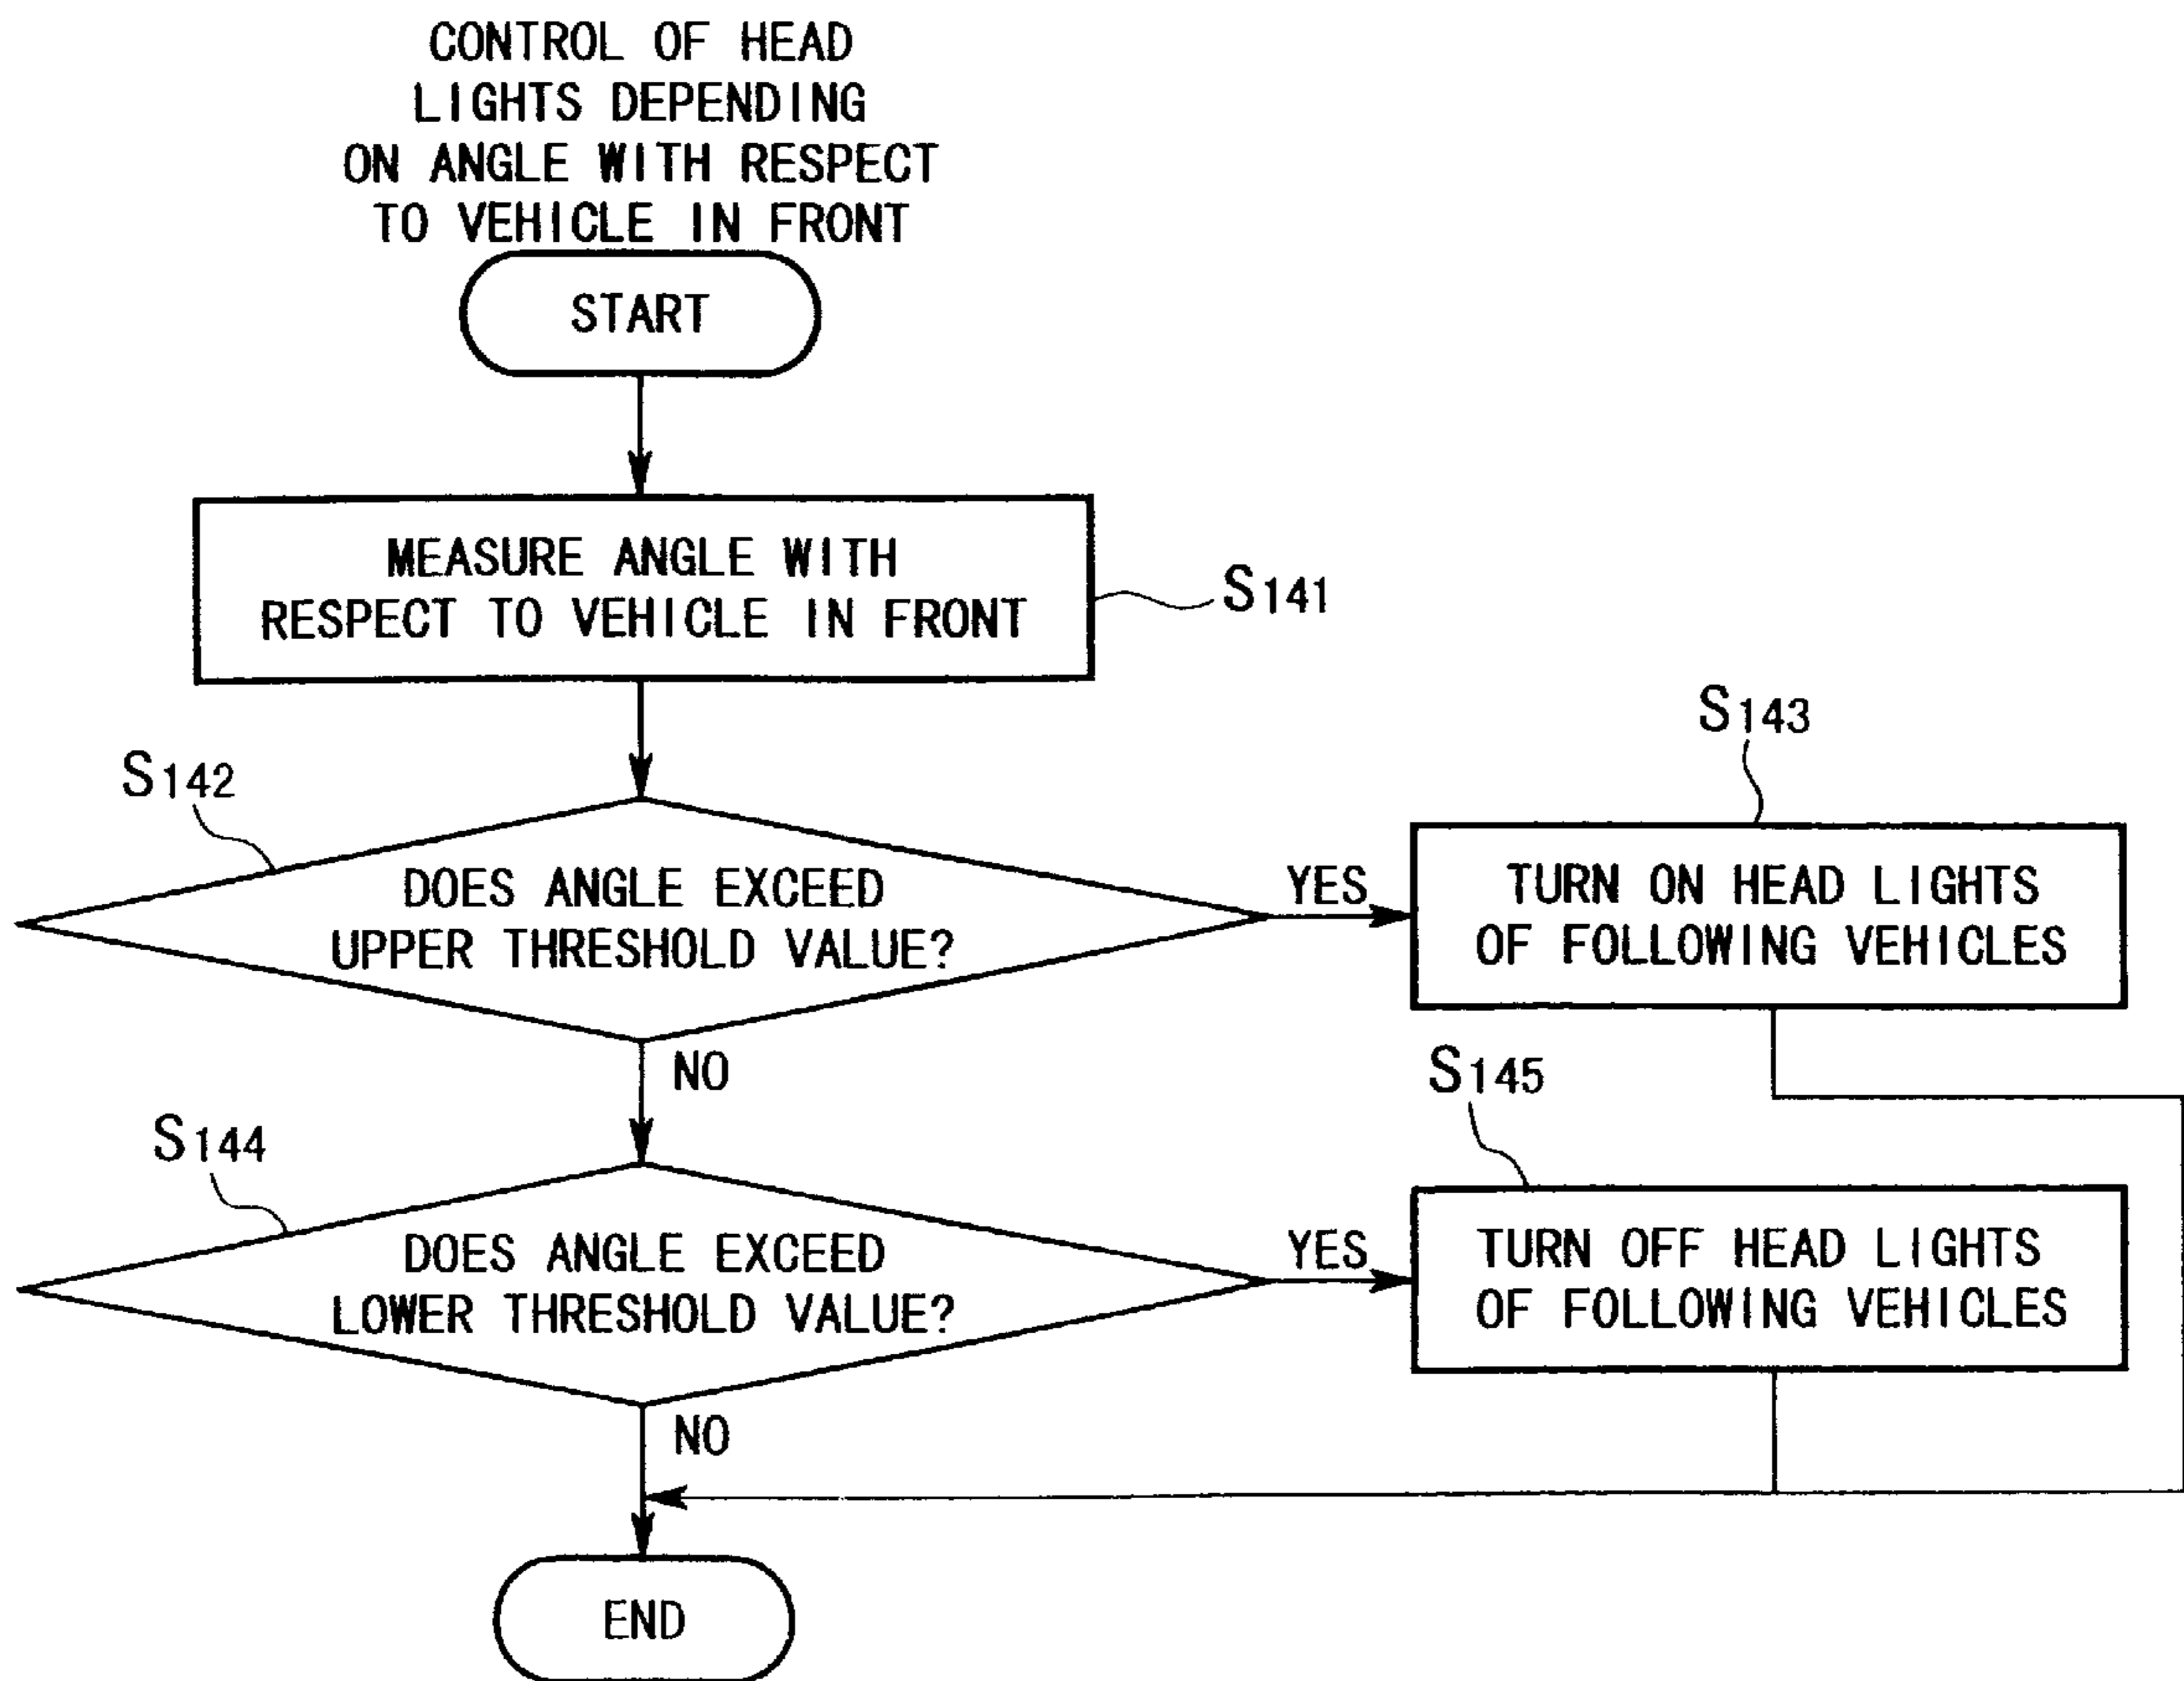 CONTROL OF HEAD
LIGHTS DEPENDING
ON ANGLE WITH RESPECT
TO VEHICLE IN FRONT
START
MEASURE ANGLE WITH
RESPECT TO VEHICLE IN FRONT
S141
S142
DOES ANGLE EXCEED
UPPER THRESHOLD VALUE?
YES
S143
TURN ON HEAD LIGHTS
OF FOLLOWING VEHICLES
NO
S144
DOES ANGLE EXCEED
LOWER THRESHOLD VALUE?
YES
S145
TURN OFF HEAD LIGHTS
OF FOLLOWING VEHICLES
NO
END